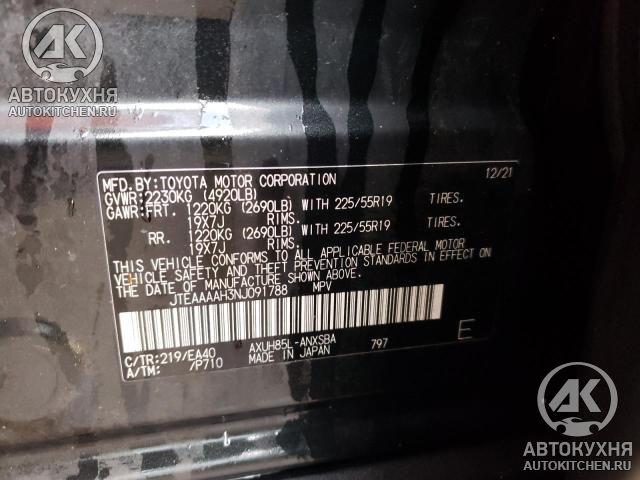 АК
АВТОКУХНЯ
AUTOKITCHEN.RU
MFD.BY:TOYOTA MOTOR CORPORATION 12/21
GVWR:2230KG (4920LB)
GAWR:FRT. 1220KG (2690LB) WITH 225/55R19 TIRES.
19X7J RIMS.
RR. 1220KG (2690LB) WITH 225/55R19 TIRES.
19X7J RIMS.
THIS VEHICLE CONFORMS TO ALL APPLICABLE FEDERAL MOTOR
VEHICLE SAFETY AND THEFT PREVENTION STANDARDS IN EFFECT ON
THE DATE OF MANUFACTURE SHOWN ABOVE.
JTEAAAAH3NJ091788 MPV
C/TR:219/EA40 AXUH85L-ANXSBA 797 E
A/TM: /P710 MADE IN JAPAN
АК
АВТОКУХНЯ
AUTOKITCHEN.RU